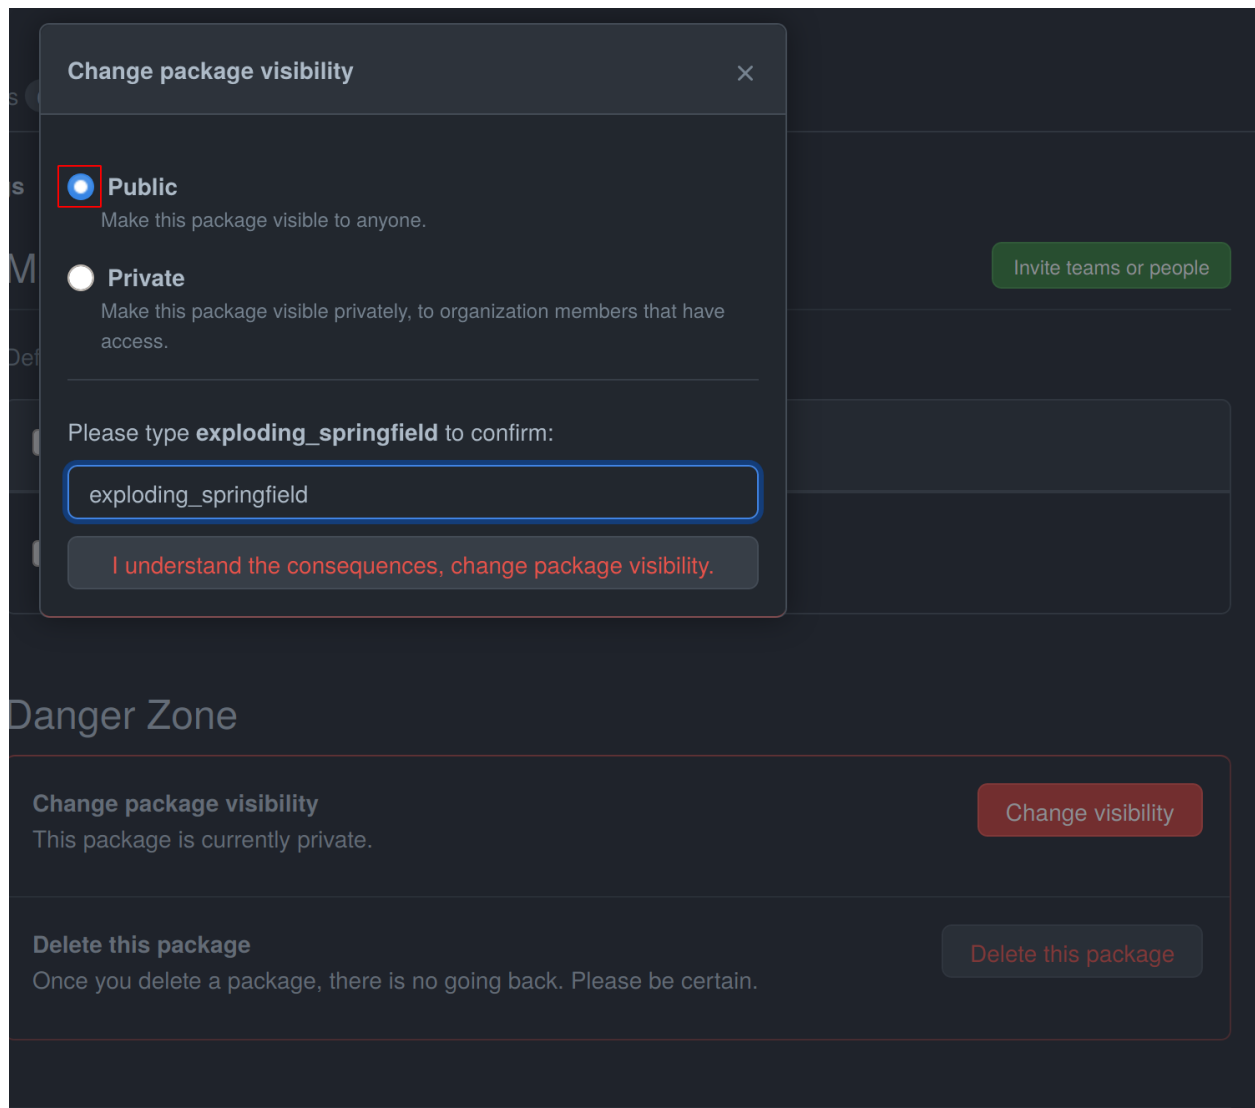 Change package visibility
s
s
Public
Make this package visible to anyone.
M
Invite teams or people
Private
Make this package visible privately, to organization members that have
access.
Def
Please type exploding_springfield to confirm:
exploding_springfield
I understand the consequences, change package visibility.
Danger Zone
Change package visibility
This package is currently private.
Change visibility
Delete this package
Once you delete a package, there is no going back. Please be certain.
Delete this package